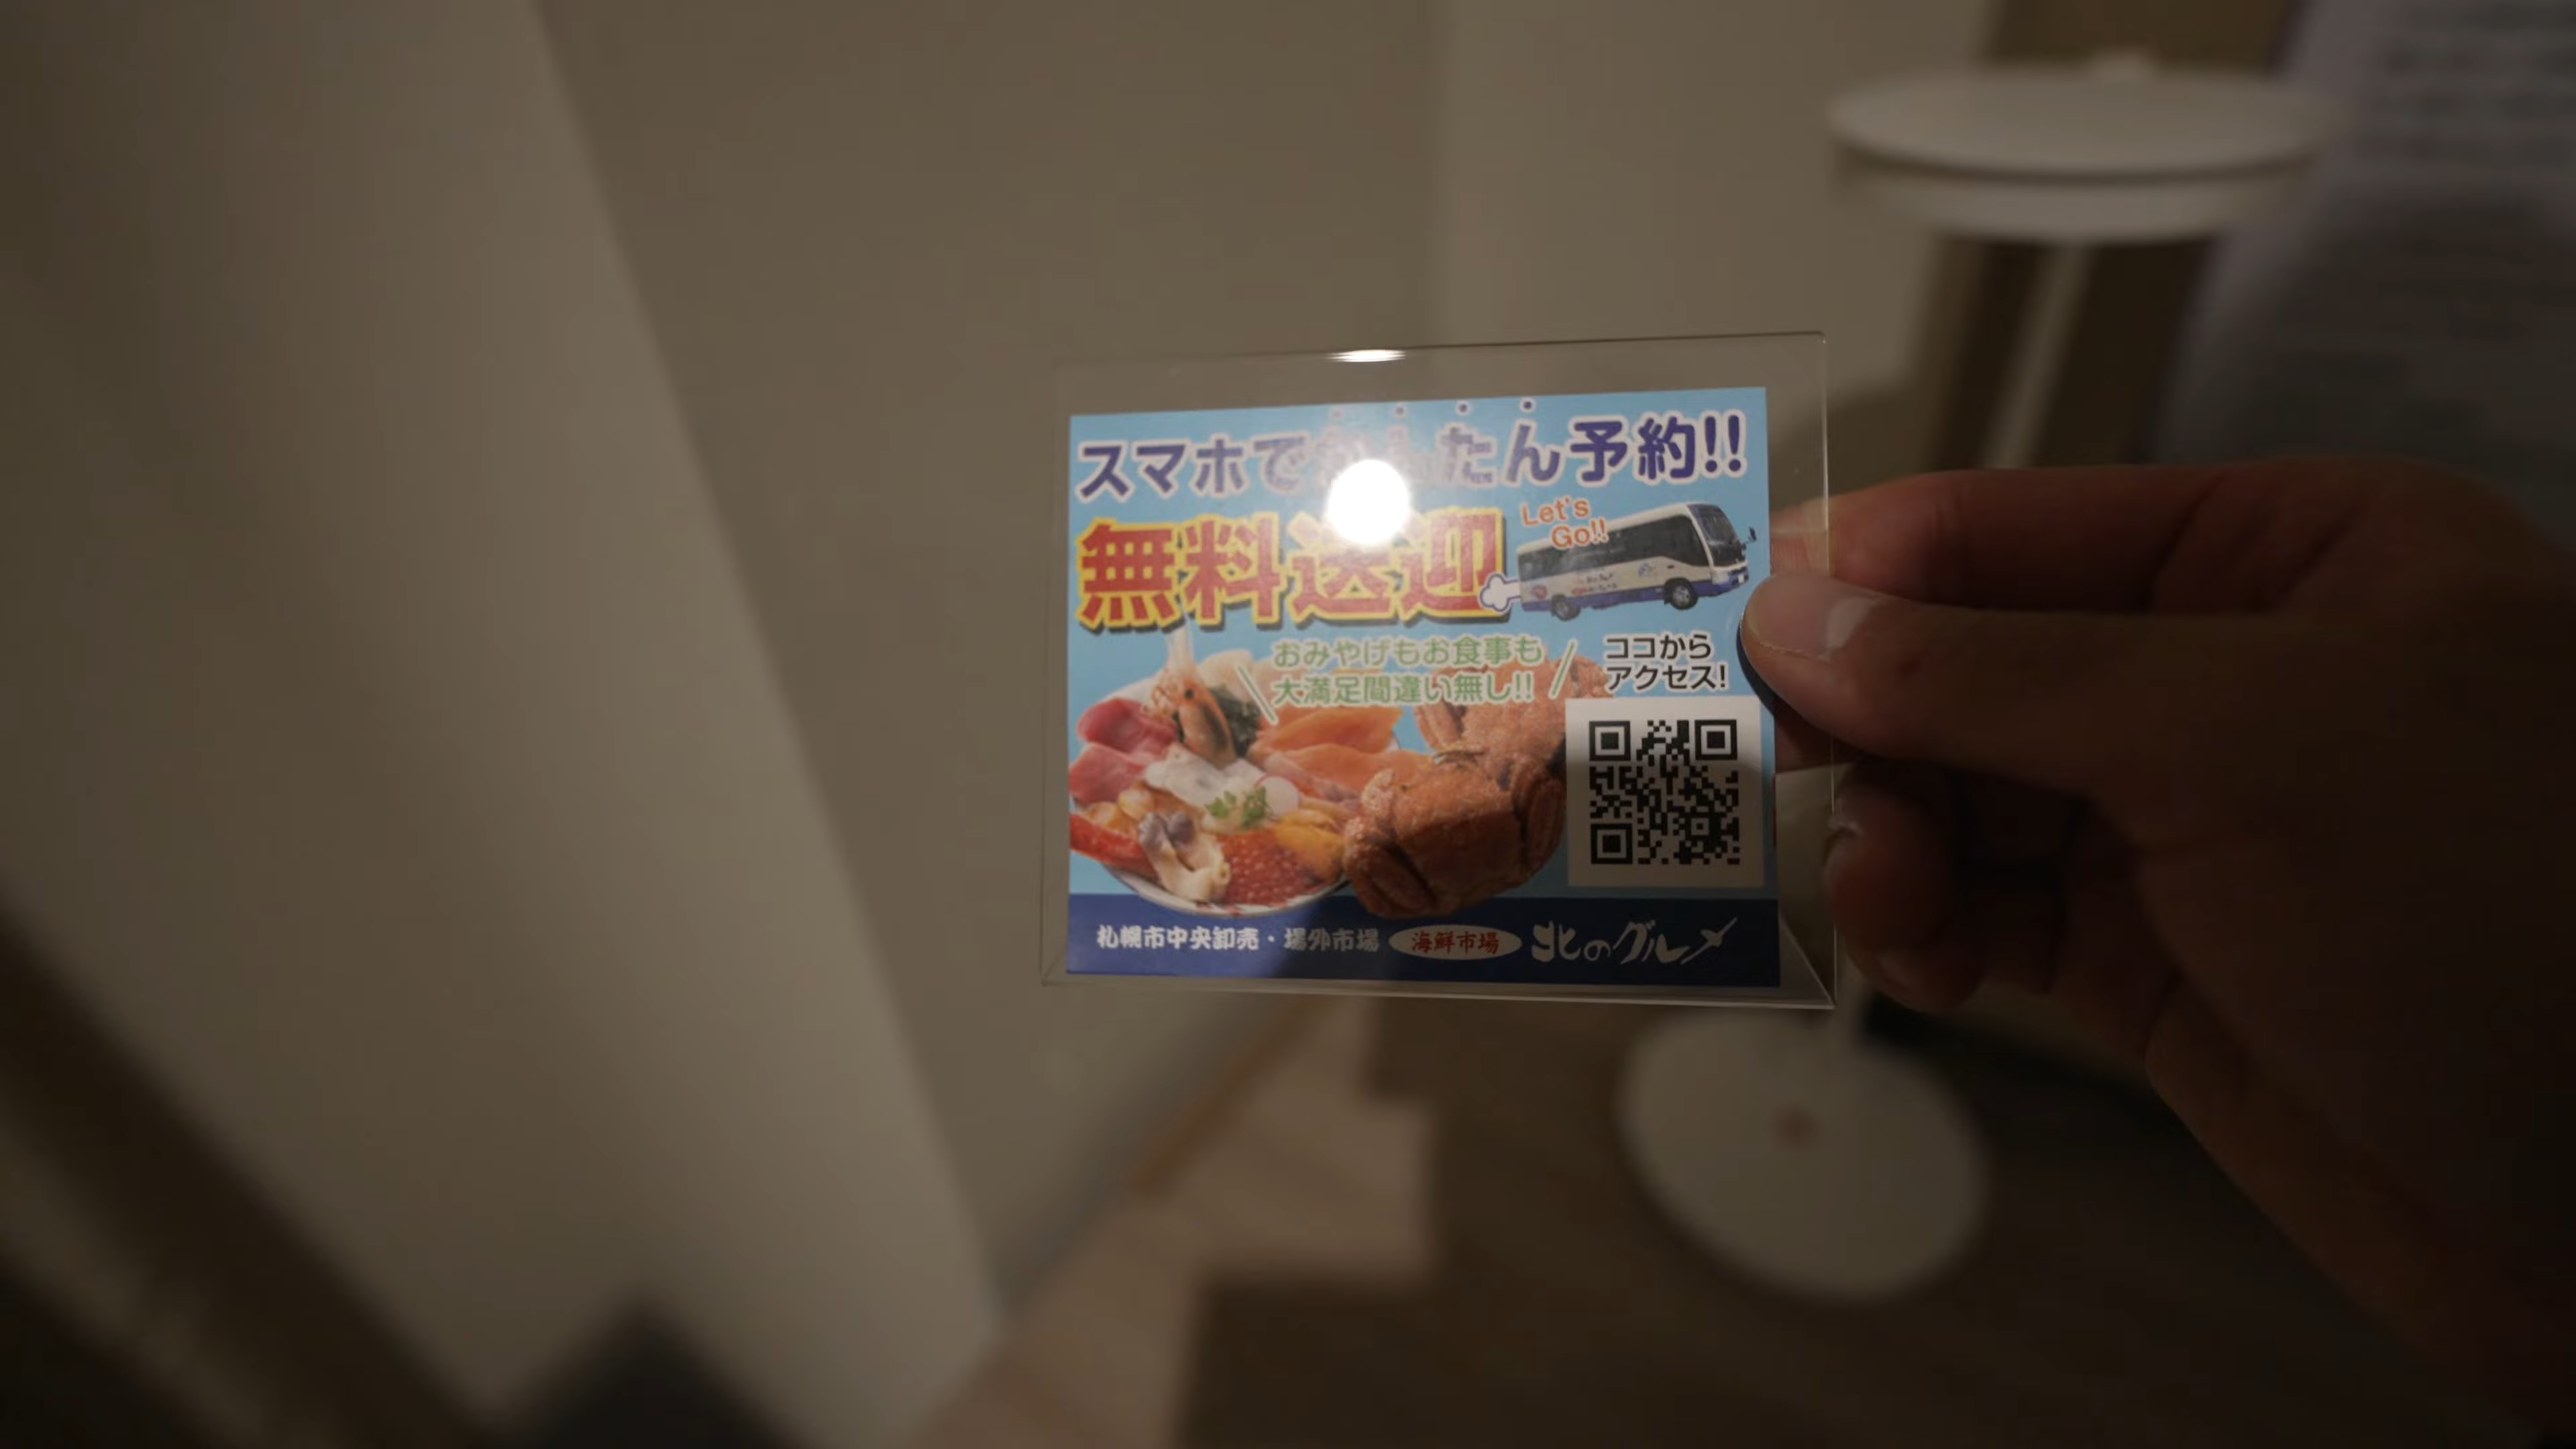 スマホでかんたん予約!!
無料送迎
Let's
Go!!
おみやげもお食事も
大満足間違い無し!!
ココから
アクセス!
札幌市中央卸売・場外市場 海鮮市場 北のグルメ